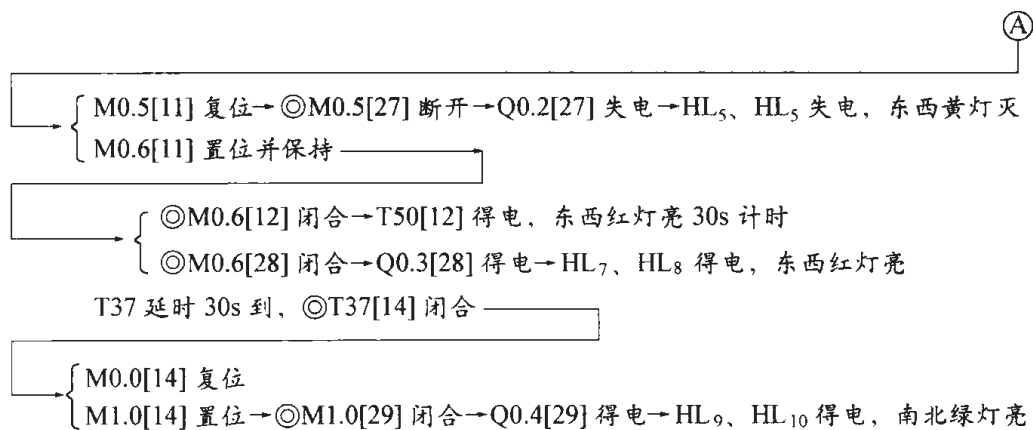 Ⓐ
M0.5[11] 复位→◎M0.5[27] 断开→Q0.2[27] 失电→HL₅、HL₅ 失电，东西黄灯灭
M0.6[11] 置位并保持
◎M0.6[12] 闭合→T50[12] 得电，东西红灯亮 30s 计时
◎M0.6[28] 闭合→Q0.3[28] 得电→HL₇、HL₈ 得电，东西红灯亮
T37 延时 30s 到，◎T37[14] 闭合
M0.0[14] 复位
M1.0[14] 置位→◎M1.0[29] 闭合→Q0.4[29] 得电→HL₉、HL₁₀ 得电，南北绿灯亮